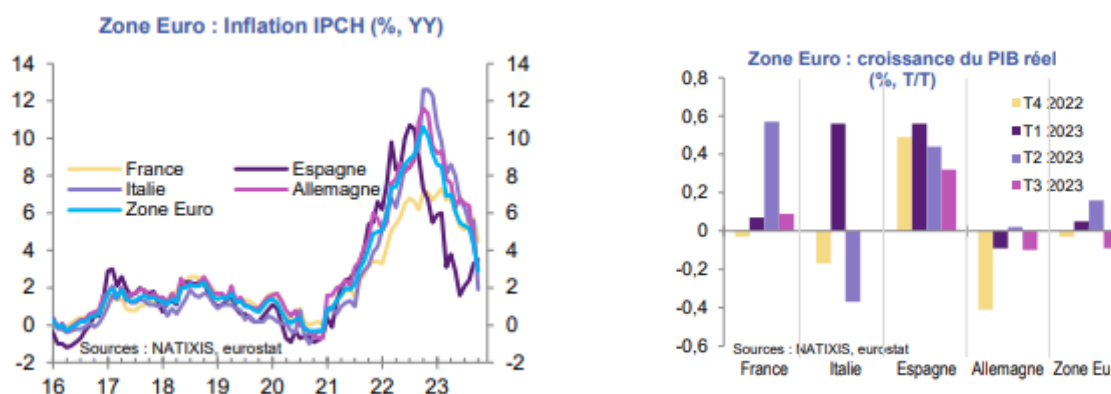 Zone Euro : Inflation IPCH (%, YY)
14
12
10
8
6
4
2
0
-2
14
12
10
8
6
4
2
0
-2
France
Espagne
Italie
Allemagne
Zone Euro
Sources : NATIXIS, eurostat
16 17 18 19 20 21 22 23
Zone Euro : croissance du PIB réel
(%, T/T)
0,8
0,6
0,4
0,2
0
-0,2
-0,4
-0,6
T4 2022
T1 2023
T2 2023
T3 2023
Sources : NATIXIS, eurostat
France Italie Espagne Allemagne Zone Eu